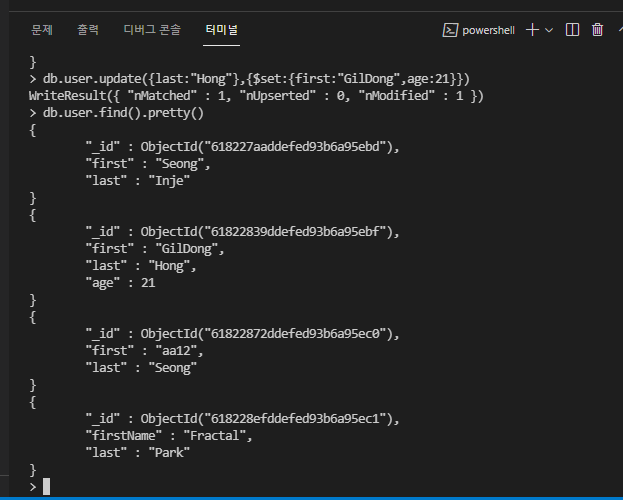 문제 출력 디버그 콘솔 터미널 powershell
}
> db.user.update({last:"Hong"},{$set:{first:"GilDong",age:21}})
WriteResult({ "nMatched" : 1, "nUpserted" : 0, "nModified" : 1 })
> db.user.find().pretty()
{
        "_id" : ObjectId("618227aaddefed93b6a95ebd"),
        "first" : "Seong",
        "last" : "Inje"
}
{
        "_id" : ObjectId("61822839ddefed93b6a95ebf"),
        "first" : "GilDong",
        "last" : "Hong",
        "age" : 21
}
{
        "_id" : ObjectId("61822872ddefed93b6a95ec0"),
        "first" : "aa12",
        "last" : "Seong"
}
{
        "_id" : ObjectId("618228efddefed93b6a95ec1"),
        "firstName" : "Fractal",
        "last" : "Park"
}
>